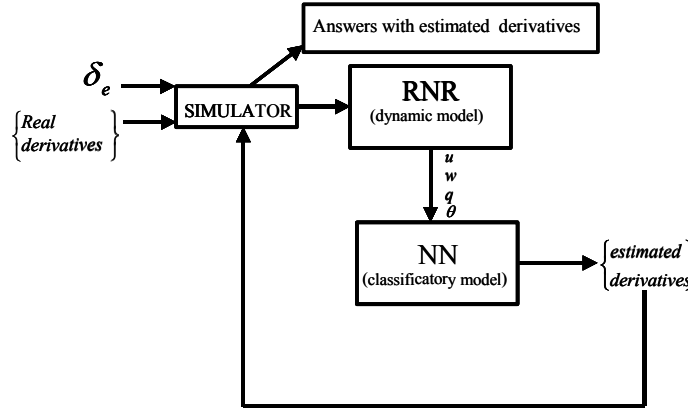 Answers with estimated derivatives
δe
SIMULATOR
RNR
(dynamic model)
{Real
derivatives}
u
w
q
θ
NN
(classificatory model)
{estimated
derivatives